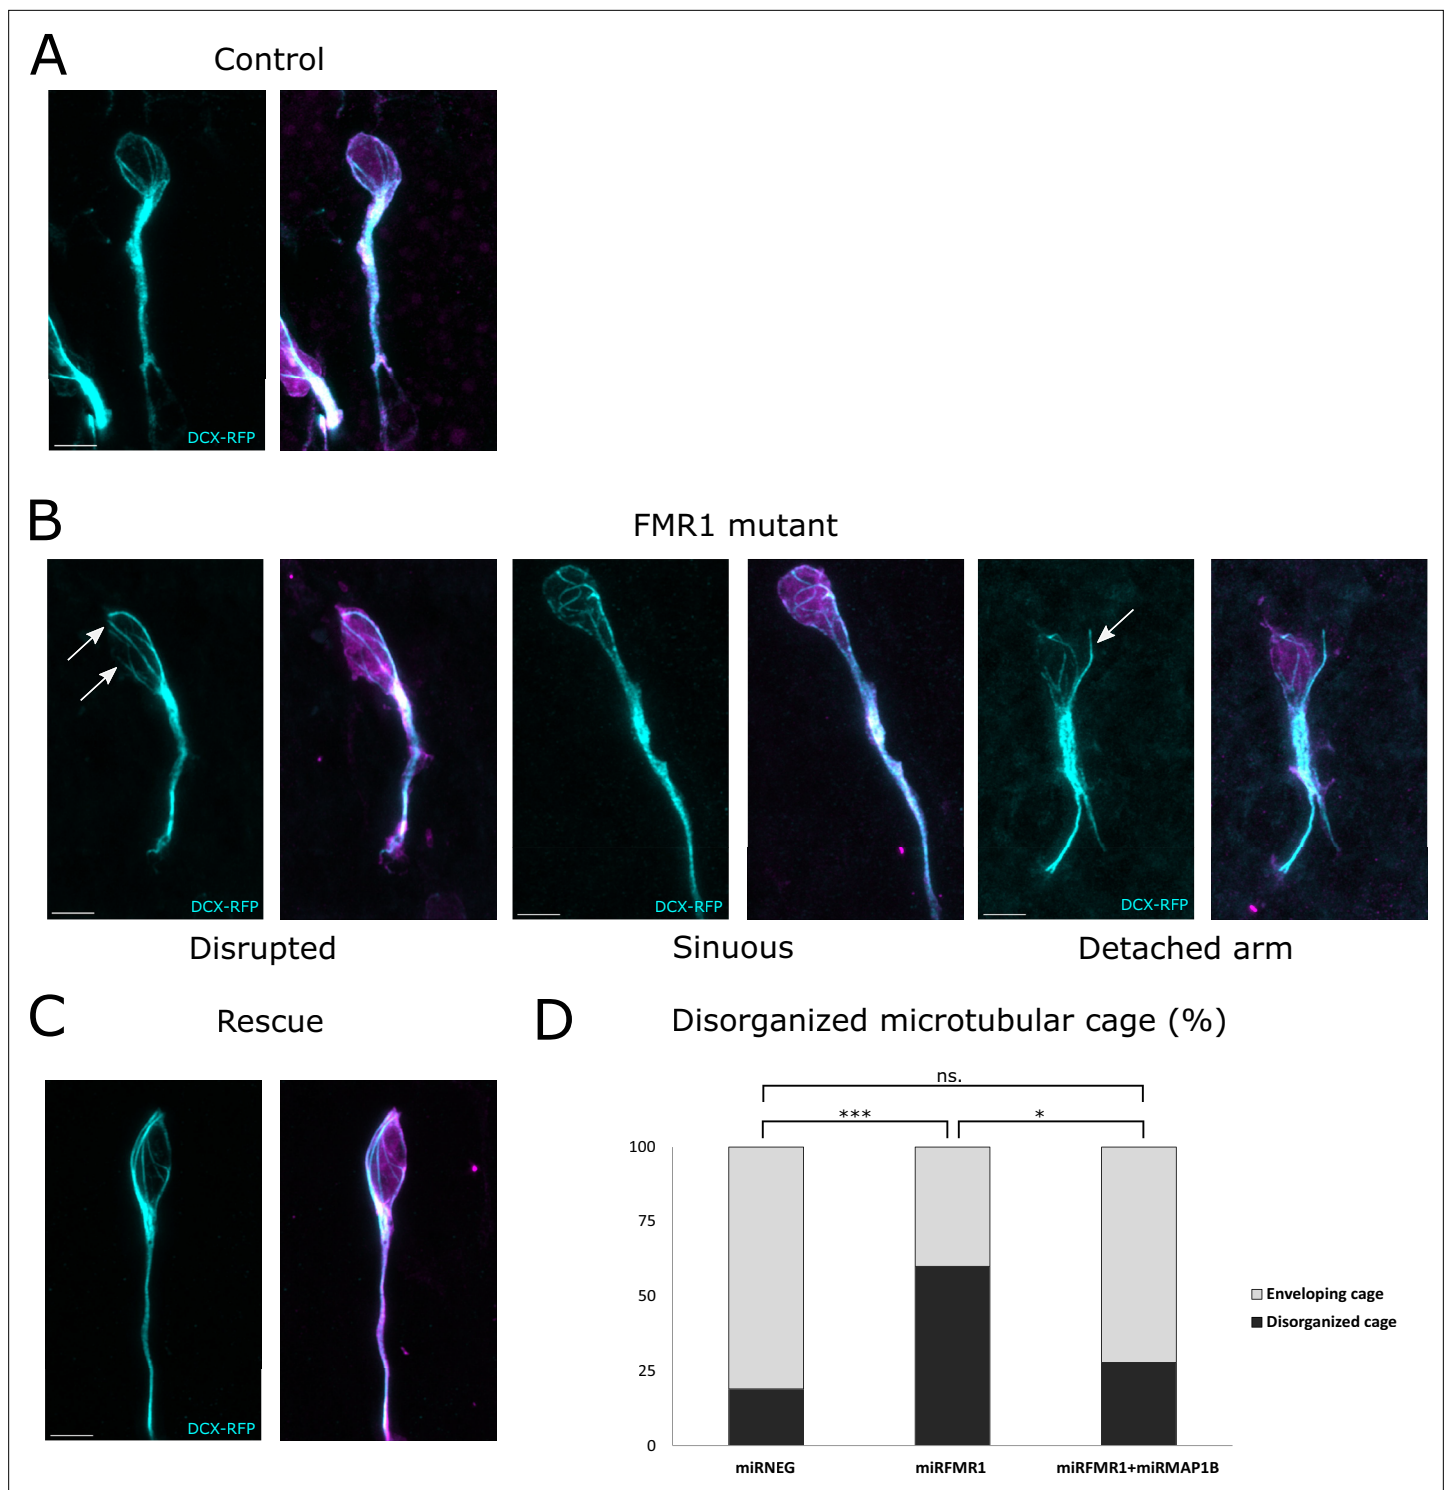 A
Control
DCX-RFP
B
FMR1 mutant
DCX-RFP
DCX-RFP
DCX-RFP
Disrupted
Sinuous
Detached arm
C
Rescue
DCX-RFP
D
Disorganized microtubular cage (%)
ns.
***
*
100
75
50
25
0
Enveloping cage
Disorganized cage
miRNEG
miRFMR1
miRFMR1+miRMAP1B